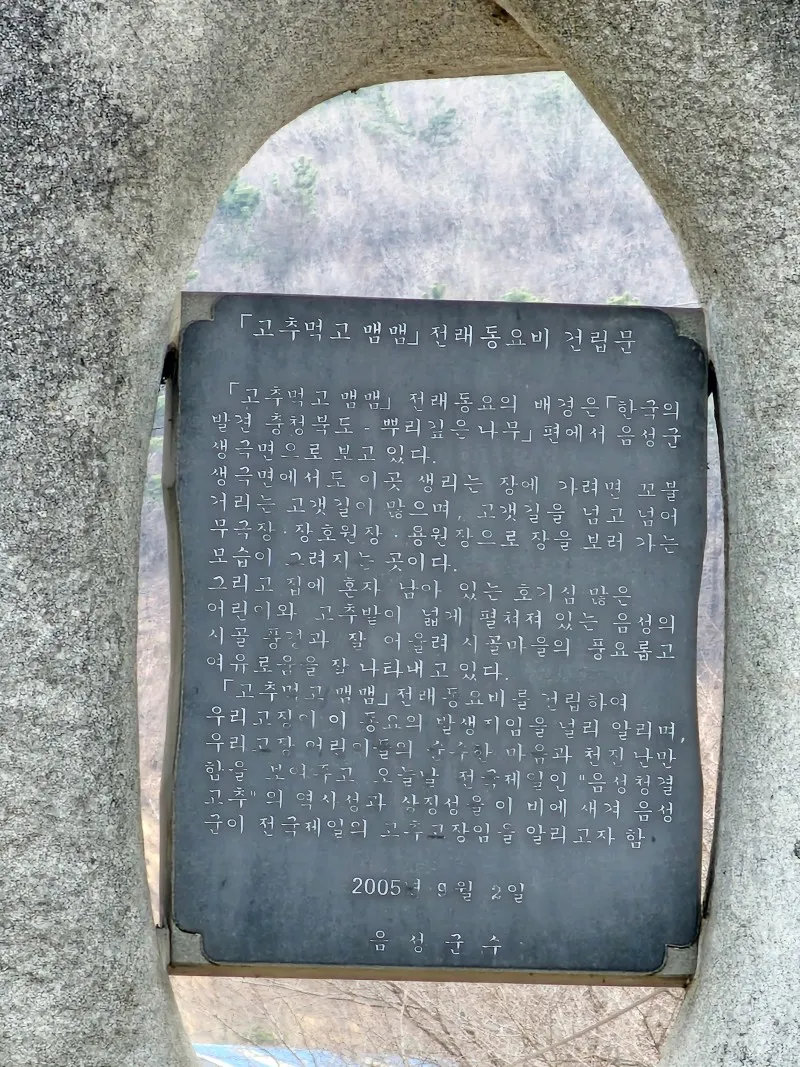 「고추먹고 맴맴」전래동요비 건립문
「고추먹고 맴맴」 전래동요의 배경은「한국의
발견 충청북도 - 뿌리깊은나무」편에서 음성군
생극면으로 보고 있다.
생극면에서도 이곳 생리는 장에 가려면 꼬불
거리는 고갯길이 많으며, 고갯길을 넘고 넘어
무극장·장호원장·용원장으로 장을 보러 가는
모습이 그려지는 곳이다.
그리고 집에 혼자 남아 있는 호기심 많은
어린이와 고추밭이 넓게 펼쳐져 있는 음성의
시골 풍경과 잘 어울려 시골마을의 풍요롭고
여유로움을 잘 나타내고 있다.
「고추먹고 맴맴」전래동요비를 건립하여
우리고장이 이 동요의 발생지임을 널리 알리며,
우리고장 어린이들의 순수한 마음과 천진난만
함을 보여주고 오늘날 전국제일인 "음성청결
고추"의 역사성과 상징성을 이 비에 새겨 음성
군이 전국제일의 고추고장임을 알리고자 함
2005년 9월 2일
음 성 군 수